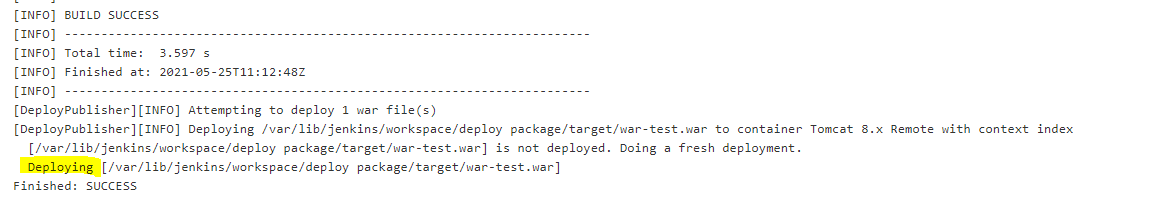 [INFO] BUILD SUCCESS
[INFO] ------------------------------------------------------------------------
[INFO] Total time:  3.597 s
[INFO] Finished at: 2021-05-25T11:12:48Z
[INFO] ------------------------------------------------------------------------
[DeployPublisher][INFO] Attempting to deploy 1 war file(s)
[DeployPublisher][INFO] Deploying /var/lib/jenkins/workspace/deploy package/target/war-test.war to container Tomcat 8.x Remote with context index
  [/var/lib/jenkins/workspace/deploy package/target/war-test.war] is not deployed. Doing a fresh deployment.
  Deploying [/var/lib/jenkins/workspace/deploy package/target/war-test.war]
Finished: SUCCESS